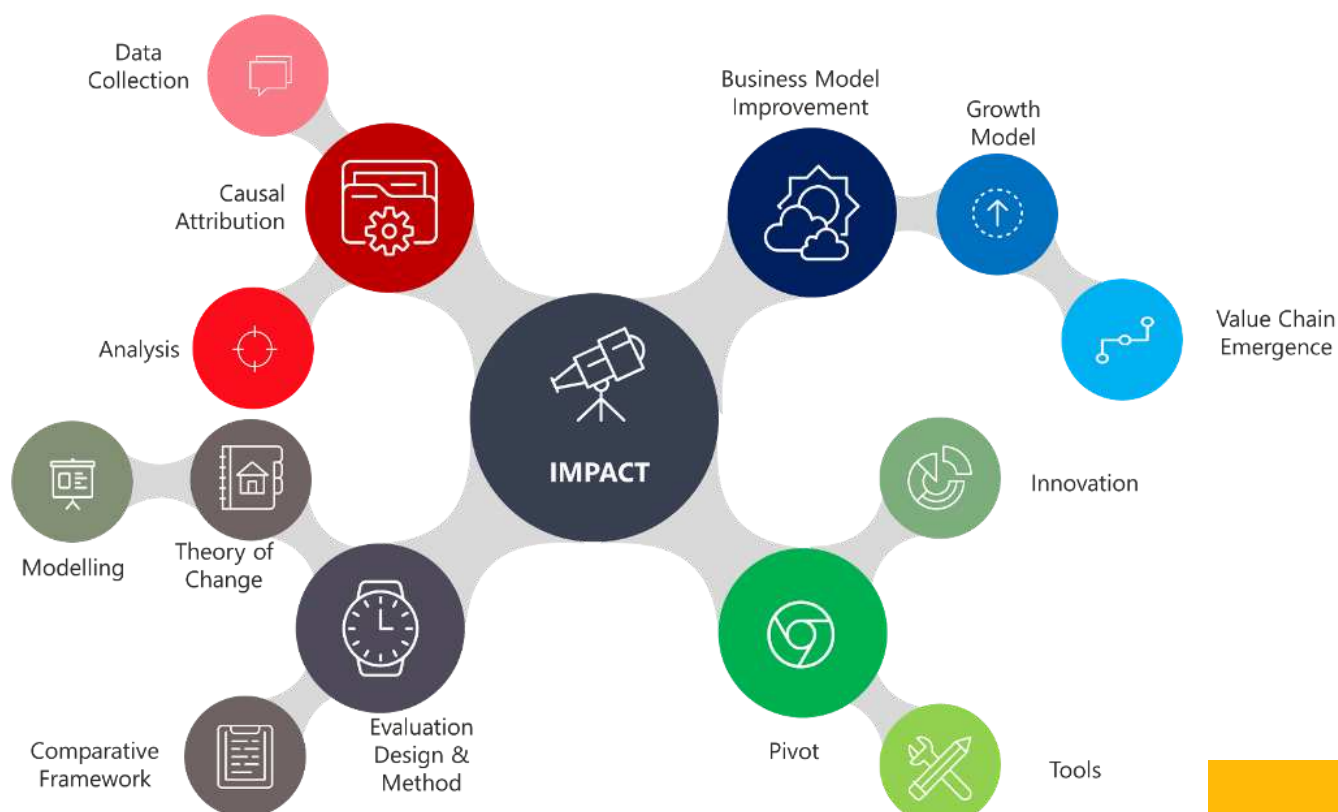 Data
Collection
Causal
Attribution
Analysis
Modelling
Theory of
Change
Comparative
Framework
Evaluation
Design &
Method
IMPACT
Business Model
Improvement
Growth
Model
Value Chain
Emergence
Innovation
Pivot
Tools